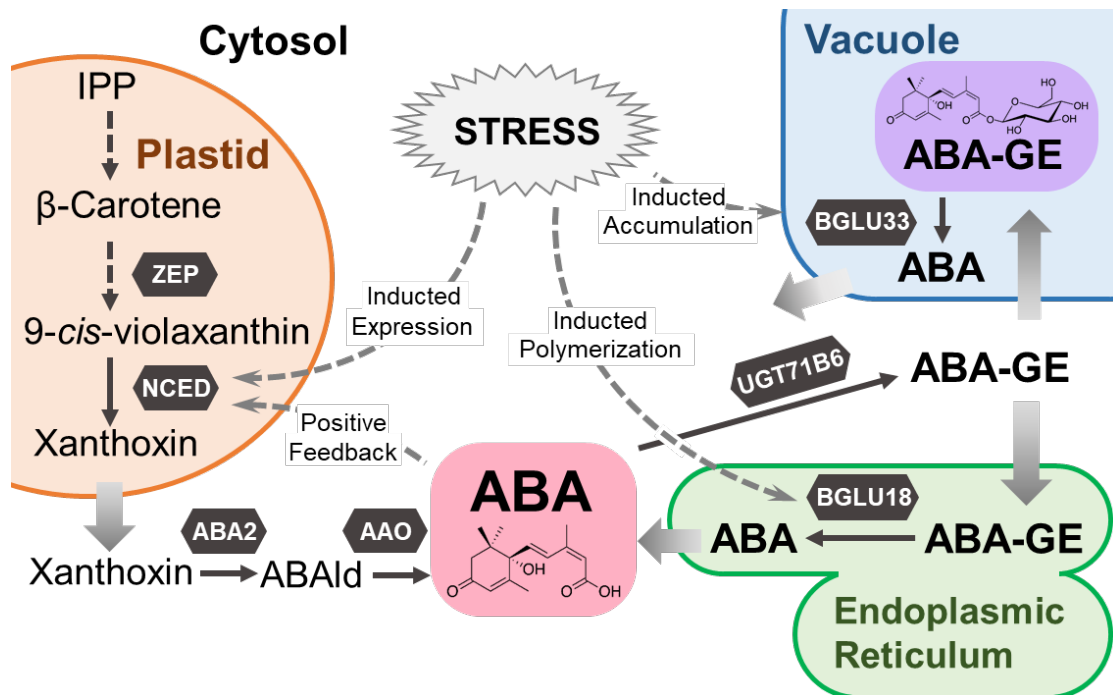 Cytosol
IPP
Plastid
β-Carotene
ZEP
9-cis-violaxanthin
NCED
Xanthoxin
Xanthoxin
ABA2
ABAld
AAO
STRESS
Inducted
Expression
Positive
Feedback
Inducted
Polymerization
Inducted
Accumulation
ABA
O
OH
O
OH
UGT71B6
Vacuole
O
OH
O
O
HO
O
OH
OH
HO
ABA-GE
BGLU33
ABA
ABA-GE
BGLU18
ABA
ABA-GE
Endoplasmic
Reticulum